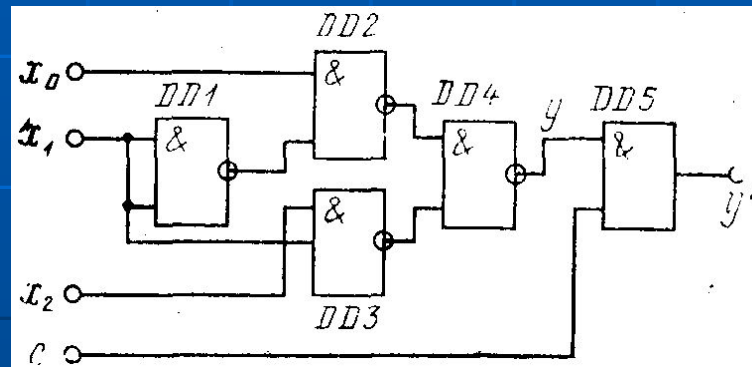 DD2
x₀
&
DD1
DD4
y
DD5
x₁
&
&
&
&
x₂
DD3
y'
C